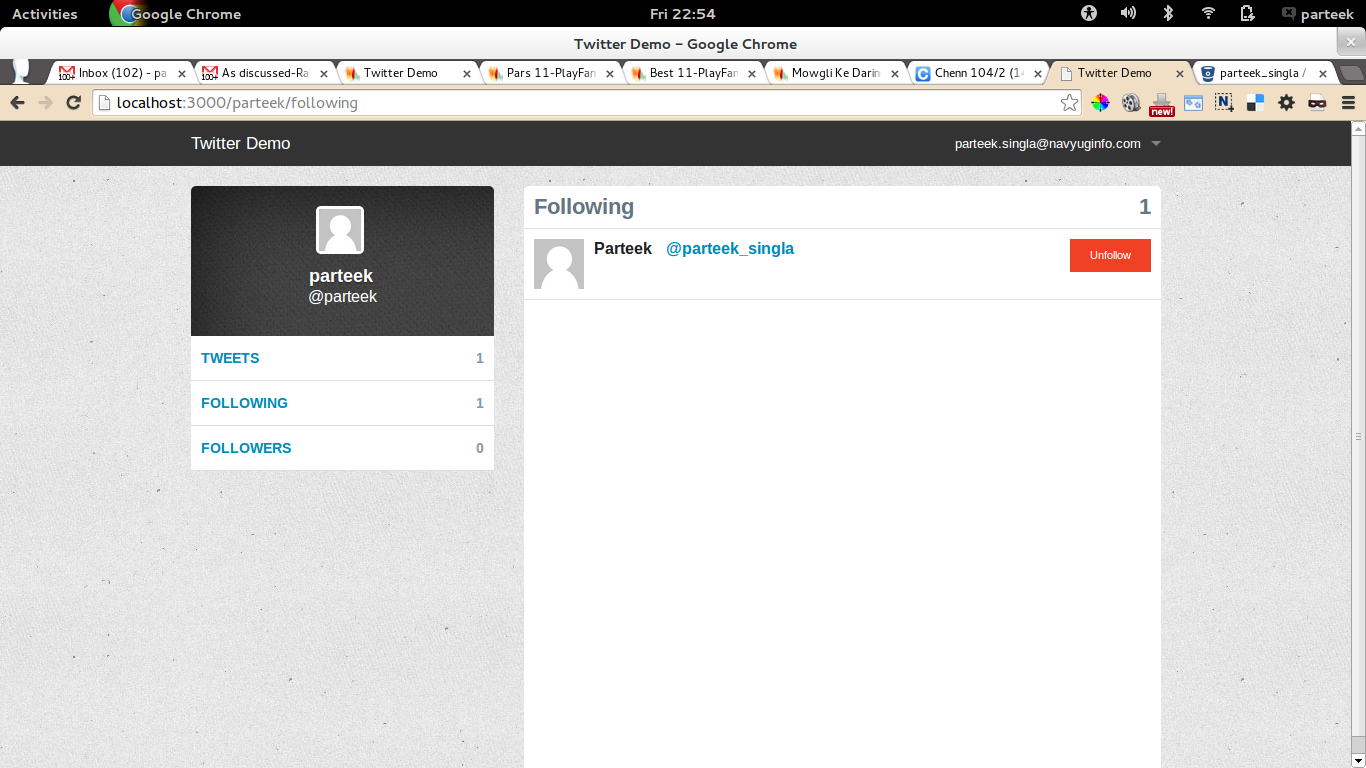 Activities Google Chrome Fri 22:54 parteek
Twitter Demo - Google Chrome
Inbox (102) - pa As discussed-Ra Twitter Demo Pars 11-PlayFan Best 11-PlayFan Mowgli Ke Darin Chenn 104/2 (1 Twitter Demo parteek_singla /
localhost:3000/parteek/following new!
Twitter Demo parteek.singla@navyuginfo.com
parteek
@parteek
TWEETS 1
FOLLOWING 1
FOLLOWERS 0
Following 1
Parteek @parteek_singla Unfollow